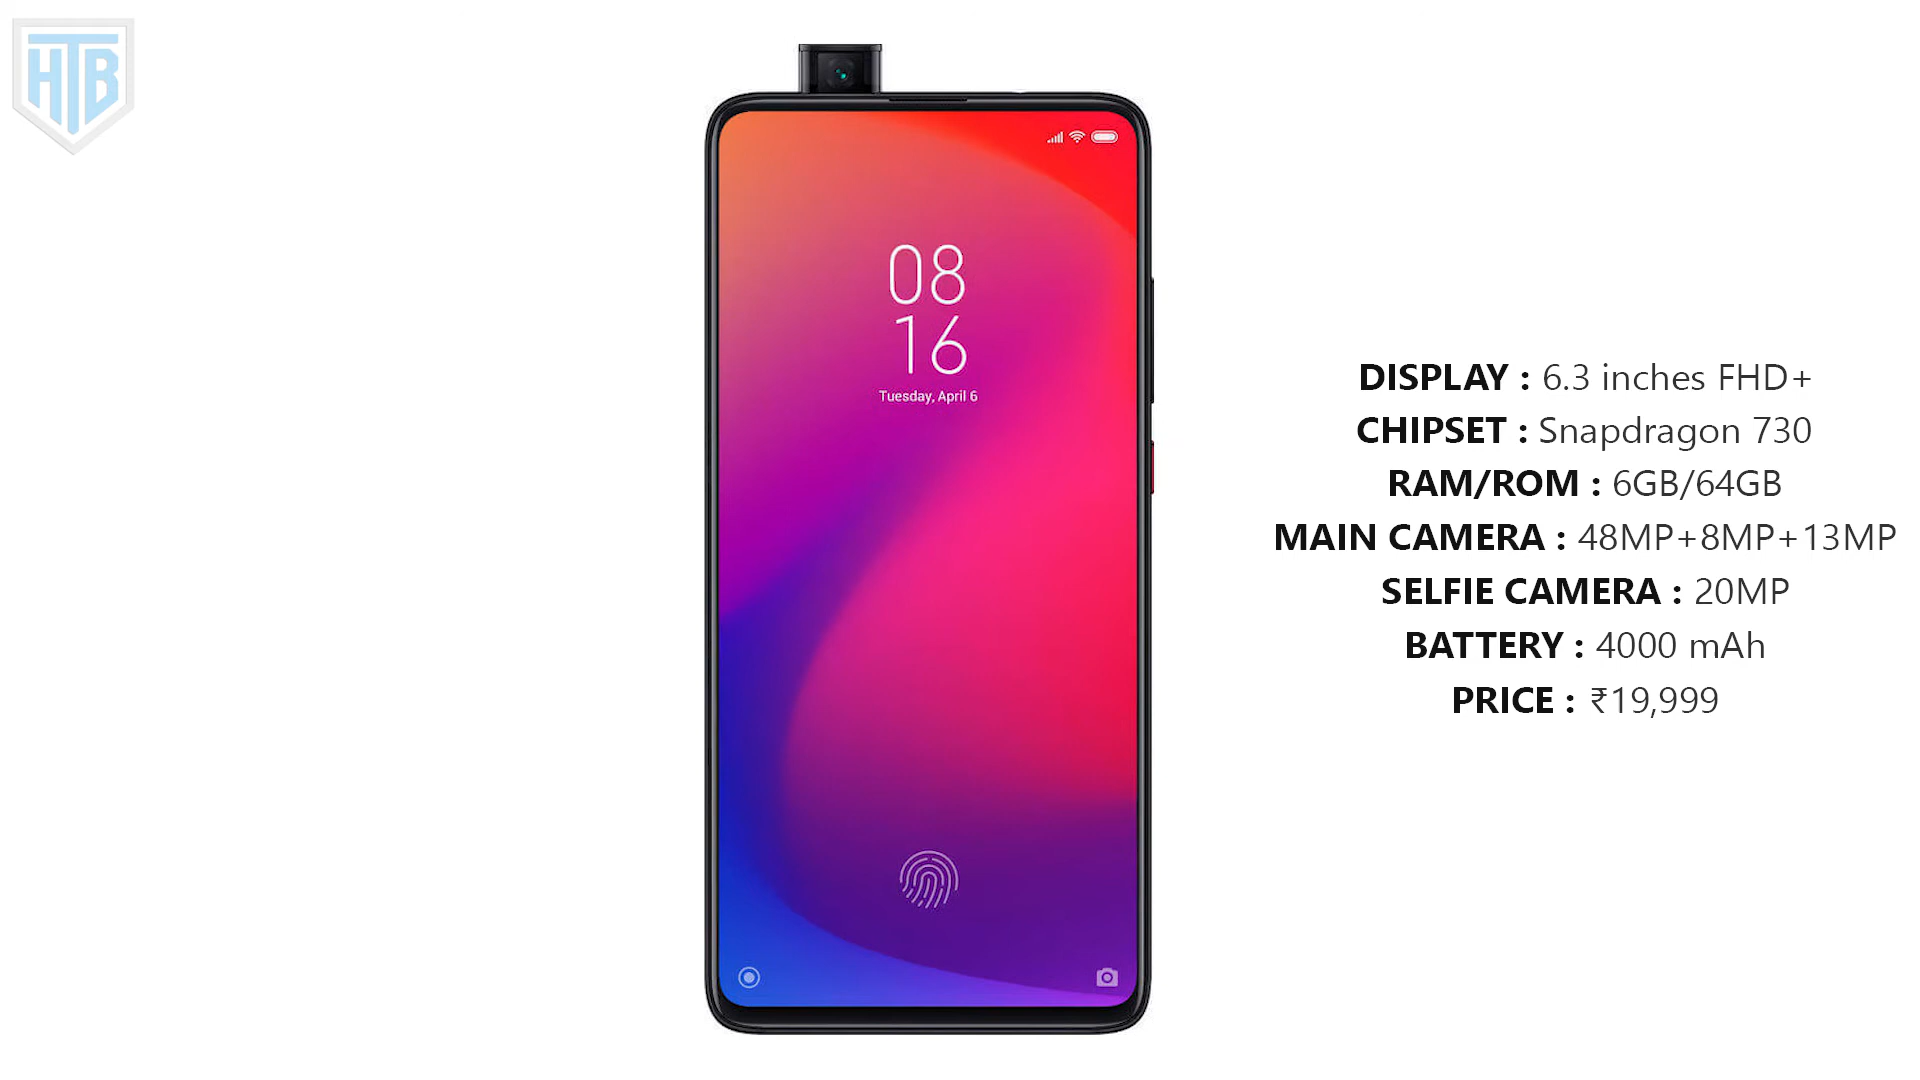 HTB
08
16
Tuesday, April 6
DISPLAY : 6.3 inches FHD+
CHIPSET : Snapdragon 730
RAM/ROM : 6GB/64GB
MAIN CAMERA : 48MP+8MP+13MP
SELFIE CAMERA : 20MP
BATTERY : 4000 mAh
PRICE : ₹19,999